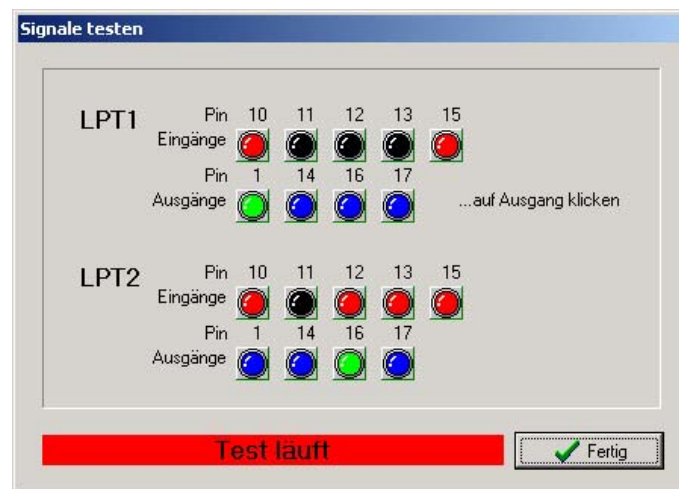 Signale testen
LPT1
Pin 10 11 12 13 15
Eingänge
Pin 1 14 16 17
Ausgänge
...auf Ausgang klicken
LPT2
Pin 10 11 12 13 15
Eingänge
Pin 1 14 16 17
Ausgänge
Test läuft
Fertig